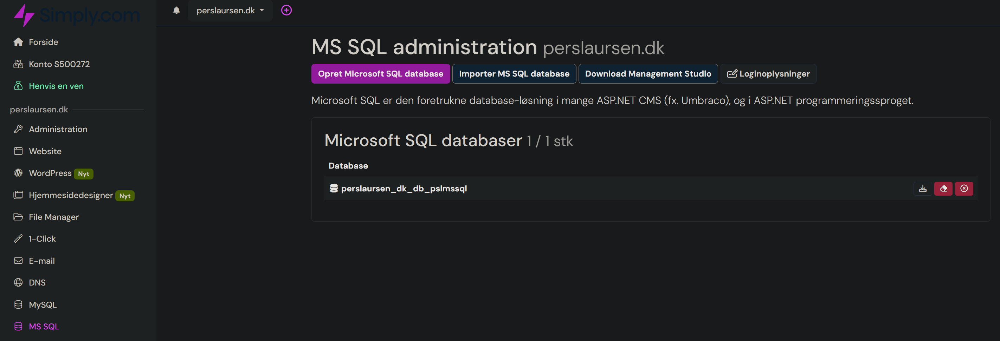 Simply.com
perslaursen.dk
Forside
Konto S500272
Henvis en ven
perslaursen.dk
Administration
Website
WordPress Nyt
Hjemmesidedesigner Nyt
File Manager
1-Click
E-mail
DNS
MySQL
MS SQL
MS SQL administration perslaursen.dk
Opret Microsoft SQL database Importer MS SQL database Download Management Studio Loginoplysninger
Microsoft SQL er den foretrukne database-løsning i mange ASP.NET CMS (fx. Umbraco), og i ASP.NET programmeringssproget.
Microsoft SQL databaser 1 / 1 stk
Database
perslaursen_dk_db_pslmssql